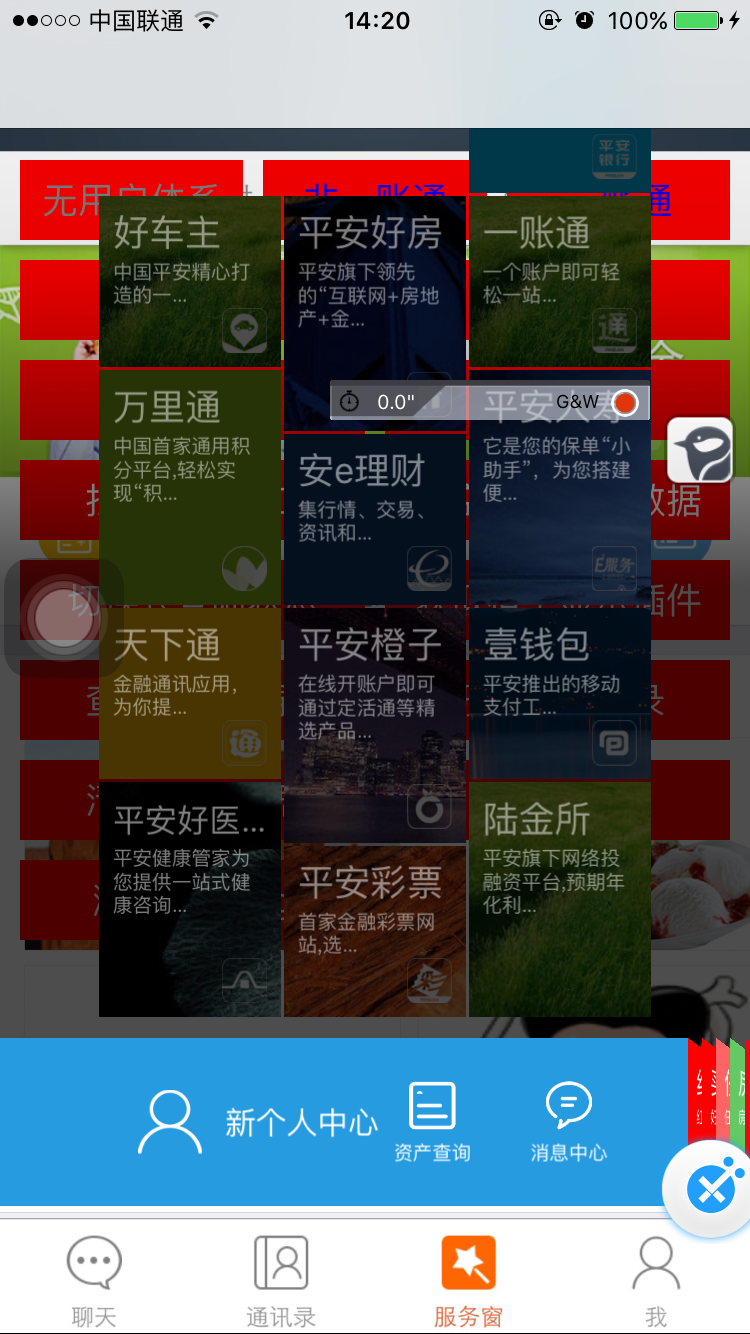 中国联通
14:20
100%
平安
银行
无用户体系
账通
通
好车主
中国平安精心打
造的一...
平安好房
平安旗下领先
的“互联网+房地
产+金...
一账通
一个账户即可轻
松一站...
通
万里通
中国首家通用积
分平台,轻松实
现“积...
0.0"
G&W
平安人寿
它是您的保单“小
助手”，为您搭建
便...
E服务
安e理财
集行情、交易、
资讯和...
数据
插件
天下通
金融通讯应用，
为你提...
通
平安橙子
在线开账户即可
通过定活通等精
选产品...
壹钱包
平安推出的移动
支付工...
录
平安好医...
平安健康管家为
您提供一站式健
康咨询...
平安彩票
首家金融彩票网
站,选...
陆金所
平安旗下网络投
融资平台,预期年
化利...
新个人中心
资产查询
消息中心
聊天
通讯录
服务窗
我